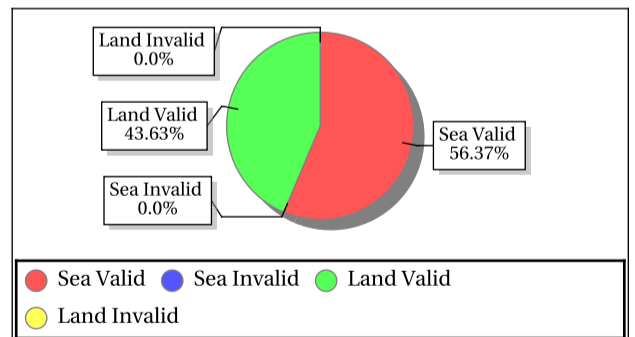 Land Invalid
0.0%
Land Valid
43.63%
Sea Valid
56.37%
Sea Invalid
0.0%
Sea Valid Sea Invalid Land Valid
Land Invalid